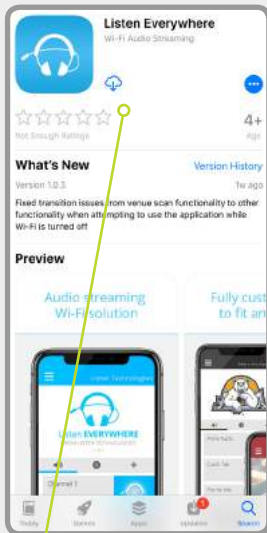 Listen Everywhere
Wi-Fi Audio Streaming
Not Enough Ratings
4+
Age
What's New
Version History
Version 1.0.3
1w ago
Fixed transition issues from venue scan functionality to other
functionality when attempting to use the application while
Wi-Fi is turned off
Preview
Audio streaming
Wi-Fi solution
Fully cust
to fit an
Listen Technologies
Listen EVERYWHERE
Channel 1
Today
Games
Apps
Updates
1
Search